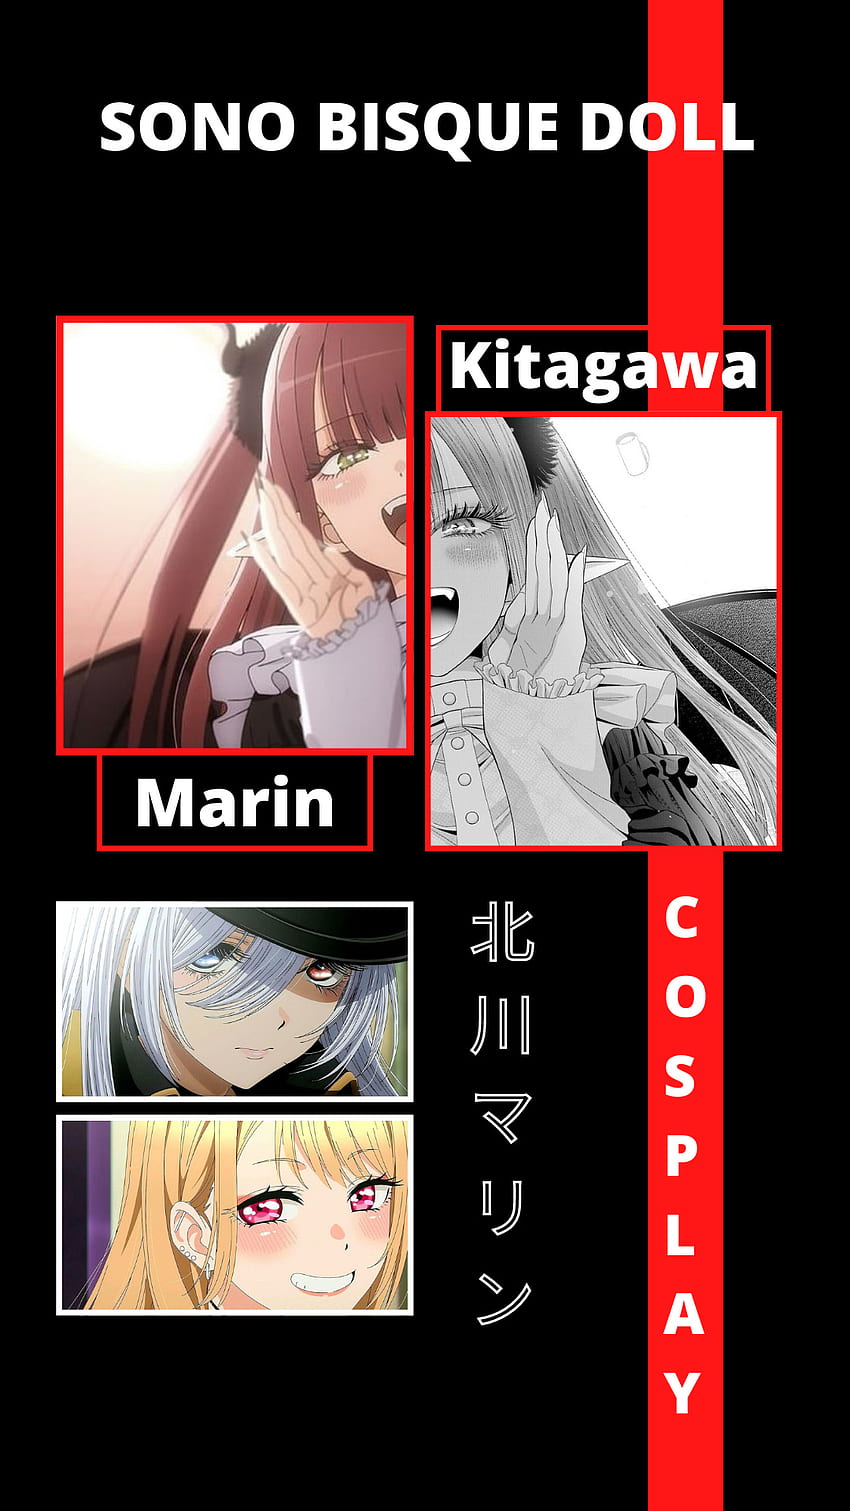 SONO BISQUE DOLL
Kitagawa
Marin
北川マリン
COSPLAY